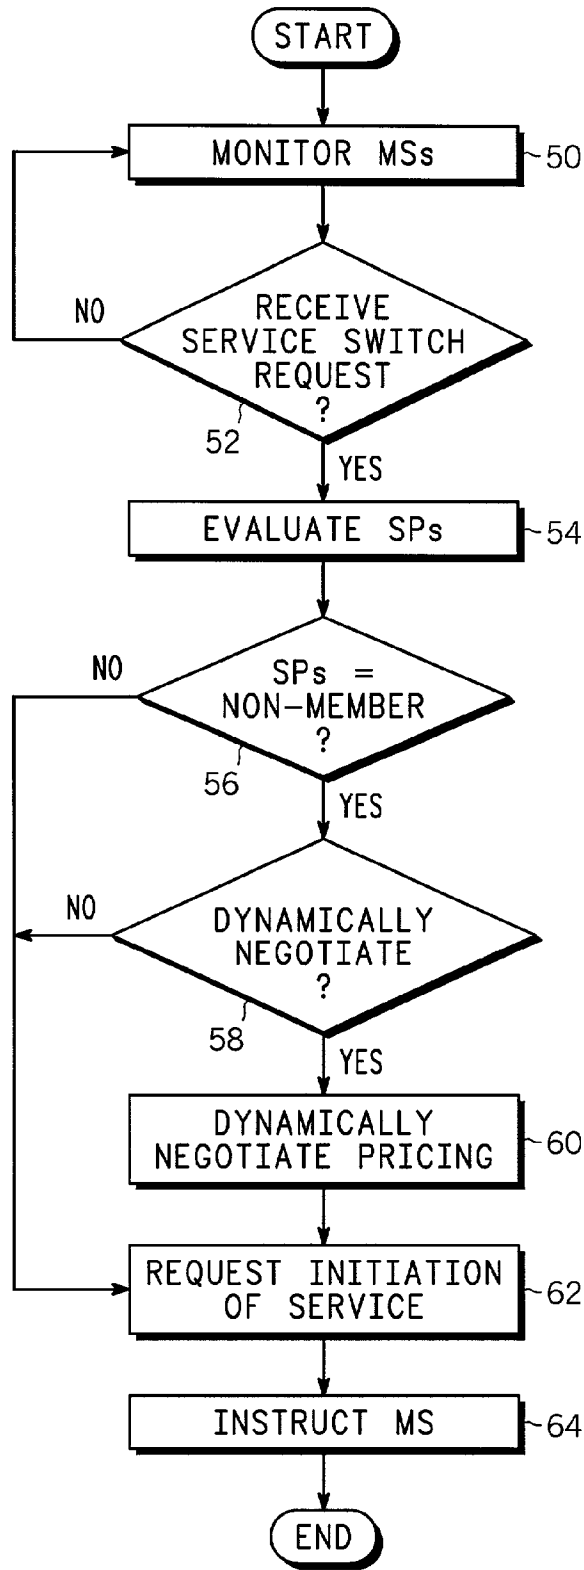 START
MONITOR MSs
50
NO
RECEIVE
SERVICE SWITCH
REQUEST
?
52
YES
EVALUATE SPs
54
NO
SPs =
NON-MEMBER
?
56
YES
NO
DYNAMICALLY
NEGOTIATE
?
58
YES
DYNAMICALLY
NEGOTIATE PRICING
60
REQUEST INITIATION
OF SERVICE
62
INSTRUCT MS
64
END